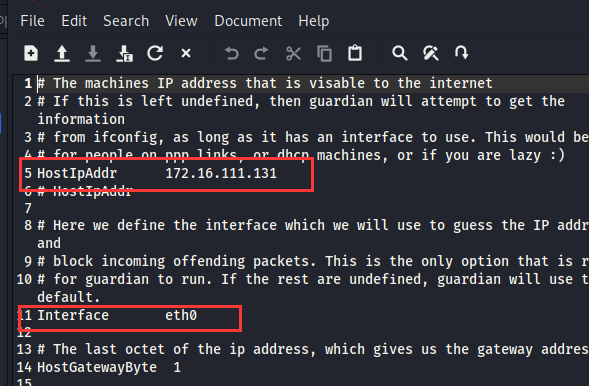 File Edit Search View Document Help
1 # The machines IP address that is visable to the internet
2 # If this is left undefined, then guardian will attempt to get the
information
3 # from ifconfig, as long as it has an interface to use. This would be
4 # for people on ppp links, or dhcp machines, or if you are lazy :)
5 HostIpAddr 172.16.111.131
6 # HostIpAddr
7
8 # Here we define the interface which we will use to guess the IP addr
and
9 # block incoming offending packets. This is the only option that is r
10 # for guardian to run. If the rest are undefined, guardian will use t
default.
11 Interface eth0
12
13 # The last octet of the ip address, which gives us the gateway addres
14 HostGatewayByte 1
15